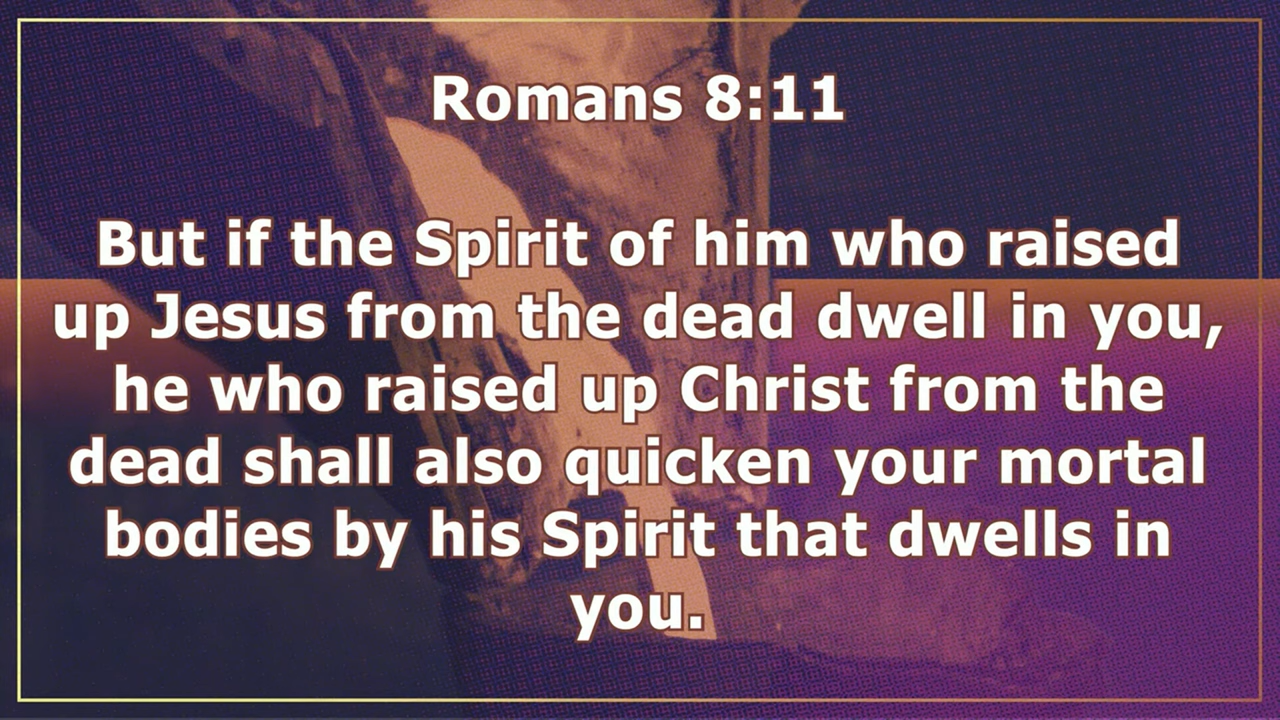 Romans 8:11
But if the Spirit of him who raised
up Jesus from the dead dwell in you,
he who raised up Christ from the
dead shall also quicken your mortal
bodies by his Spirit that dwells in
you.